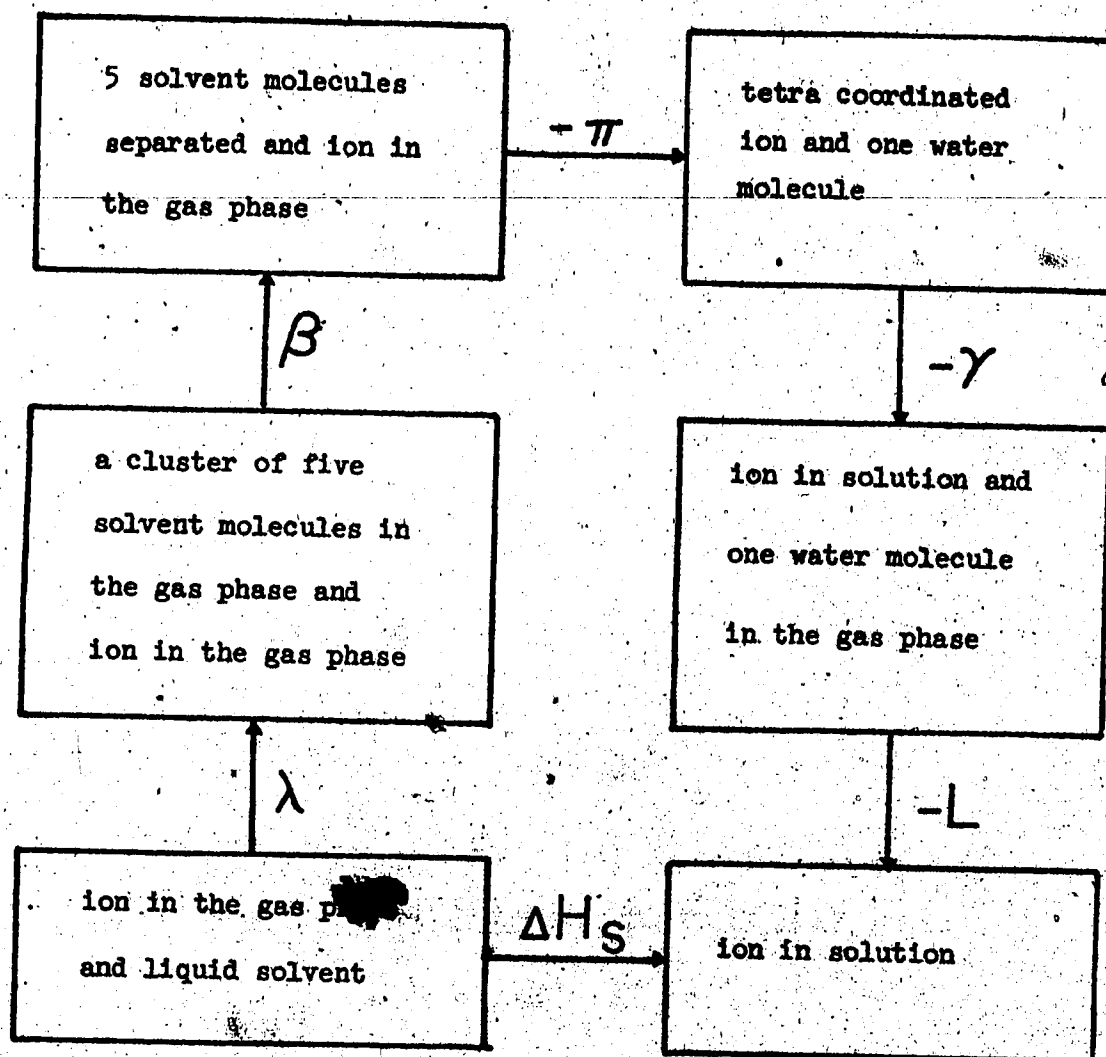 5 solvent molecules
separated and ion in
the gas phase
-π
tetra coordinated
ion and one water
molecule
β
-γ
a cluster of five
solvent molecules in
the gas phase and
ion in the gas phase
ion in solution and
one water molecule
in the gas phase
λ
-L
ion in the gas
and liquid solvent
ΔHS
ion in solution